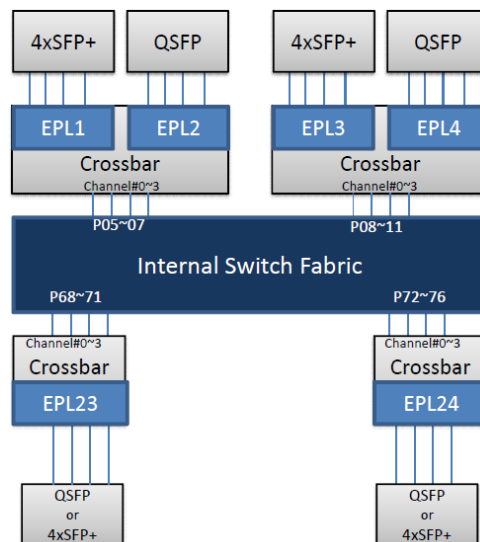 4xSFP+ QSFP 4xSFP+ QSFP
EPL1 EPL2 EPL3 EPL4
Crossbar Crossbar
Channel#0~3 Channel#0~3
P05~07 P08~11
Internal Switch Fabric
P68~71 P72~76
Channel#0~3 Channel#0~3
Crossbar Crossbar
EPL23 EPL24
QSFP QSFP
or or
4xSFP+ 4xSFP+